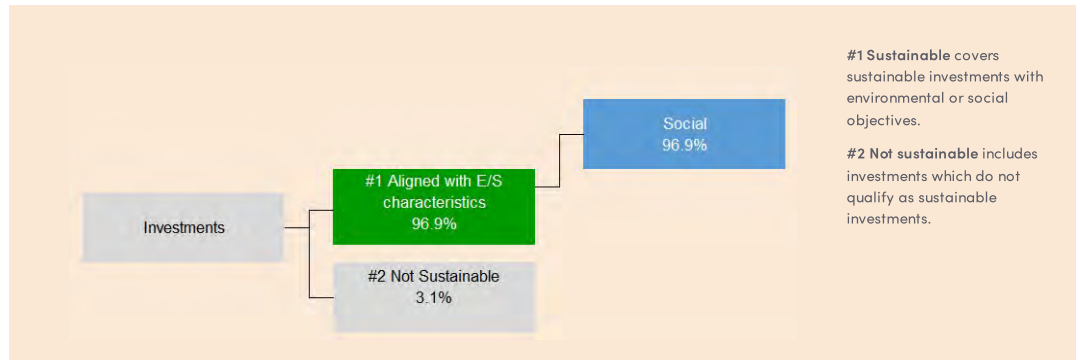 Investments
#1 Aligned with E/S
characteristics
96.9%
#2 Not Sustainable
3.1%
Social
96.9%
#1 Sustainable covers
sustainable investments with
environmental or social
objectives.
#2 Not sustainable includes
investments which do not
qualify as sustainable
investments.